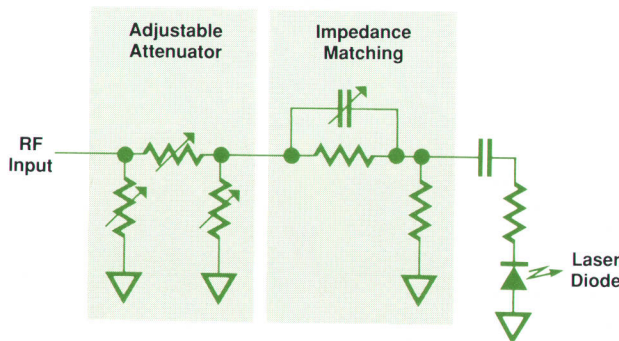 Adjustable
Attenuator
Impedance
Matching
RF
Input
Laser
Diode